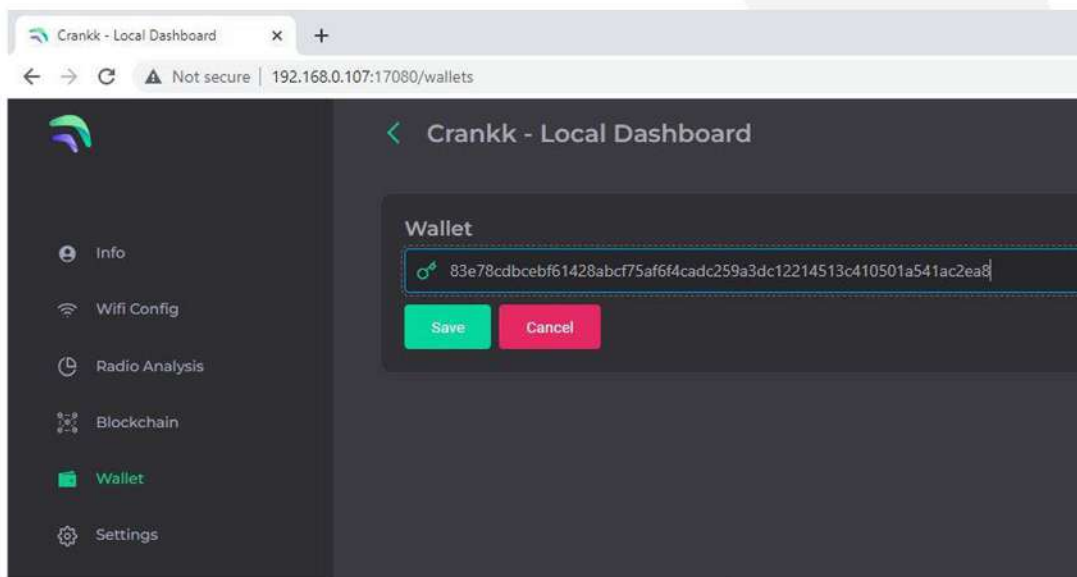 Crankk - Local Dashboard
Not secure | 192.168.0.107:17080/wallets
Crankk - Local Dashboard
Wallet
83e78cdbcebf61428abcf75af6f4cadc259a3dc12214513c410501a541ac2ea8
Save Cancel
Info
Wifi Config
Radio Analysis
Blockchain
Wallet
Settings